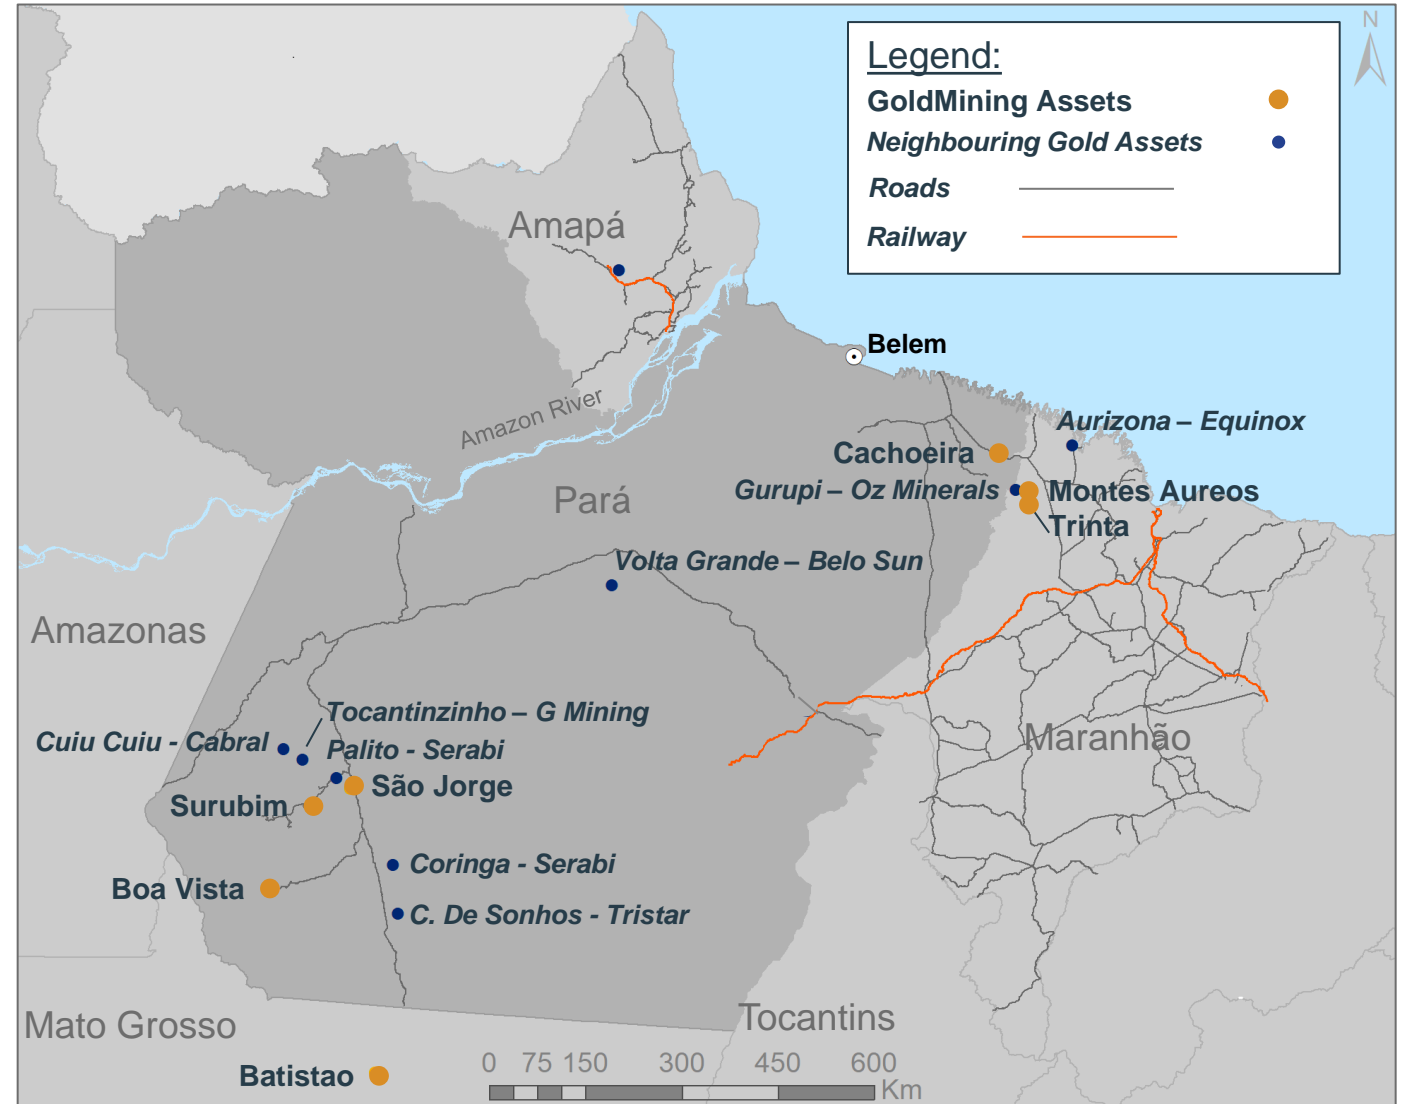 N
Legend:
GoldMining Assets
Neighbouring Gold Assets
Roads
Railway
Amapá
Belem
Amazon River
Aurizona – Equinox
Cachoeira
Gurupi – Oz Minerals
Montes Aureos
Trinta
Pará
Volta Grande – Belo Sun
Amazonas
Tocantinzinho – G Mining
Cuiu Cuiu - Cabral
Palito - Serabi
Maranhão
São Jorge
Surubim
Coringa - Serabi
Boa Vista
C. De Sonhos - Tristar
Mato Grosso
Tocantins
Batistao
0 75 150 300 450 600
Km